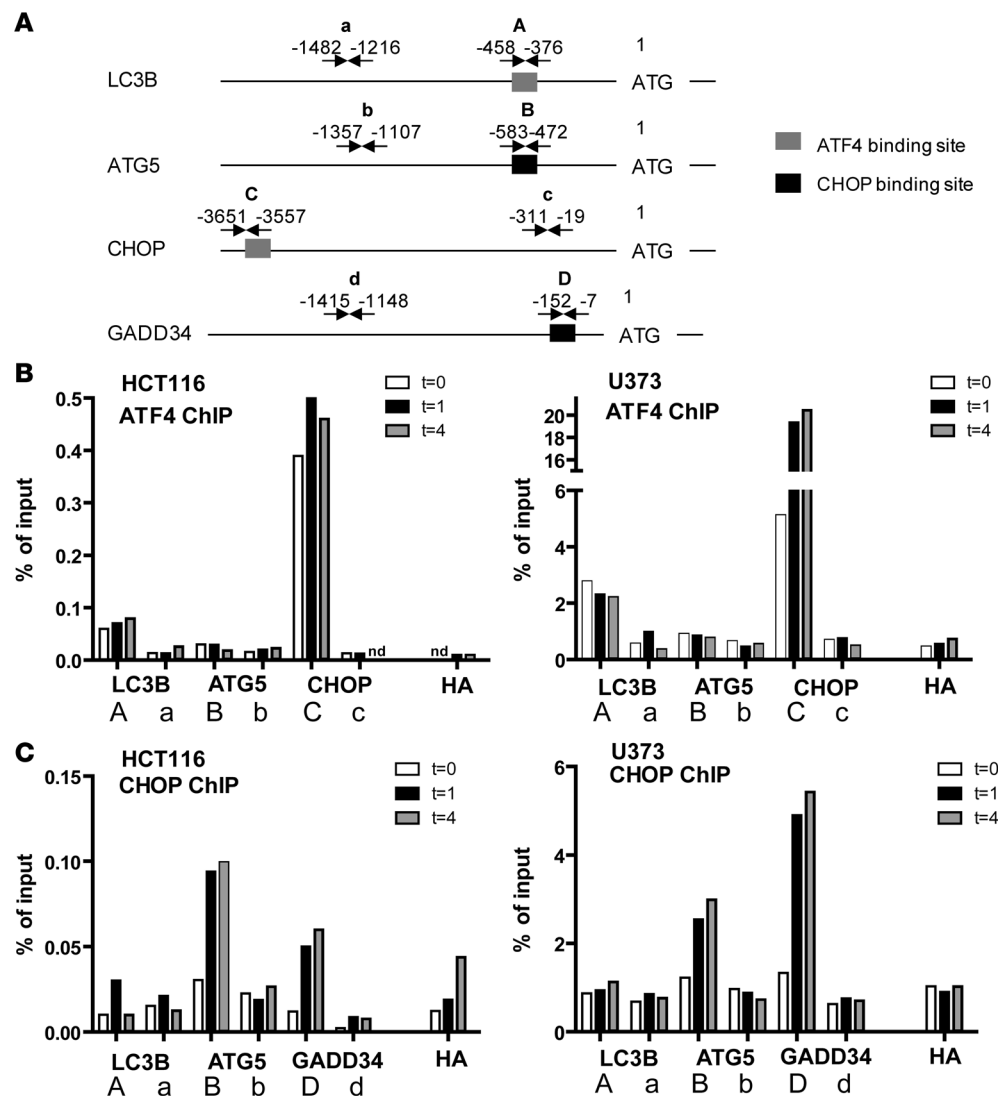 A
a A
-1482 -1216 -458 -376 1
LC3B ATG
b B
-1357 -1107 -583-472 1
ATG5 ATG
ATF4 binding site
CHOP binding site
C c
-3651 -3557 -311 -19 1
CHOP ATG
d D
-1415 -1148 -152 -7 1
GADD34 ATG
B
HCT116
ATF4 ChIP
t=0
t=1
t=4
% of input
0.5
0.4
0.3
0.2
0.1
0.0
nd nd
LC3B ATG5 CHOP HA
A a B b C c
U373
ATF4 ChIP
t=0
t=1
t=4
% of input
20
18
16
6
4
2
0
LC3B ATG5 CHOP HA
A a B b C c
C
HCT116
CHOP ChIP
t=0
t=1
t=4
% of input
0.15
0.10
0.05
0.00
LC3B ATG5 GADD34 HA
A a B b D d
U373
CHOP ChIP
t=0
t=1
t=4
% of input
6
4
2
0
LC3B ATG5 GADD34 HA
A a B b D d